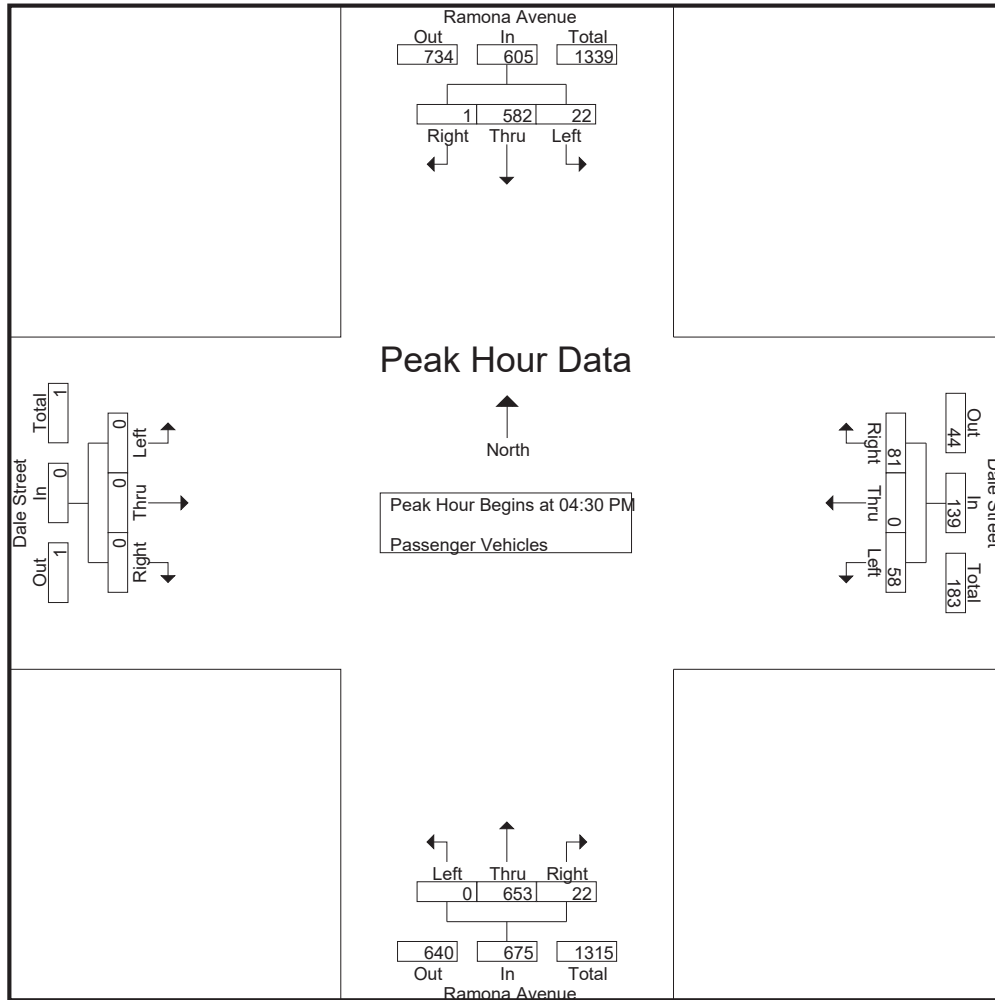 Ramona Avenue
Out In Total
734 605 1339
1 582 22
Right Thru Left
Peak Hour Data
North
Peak Hour Begins at 04:30 PM
Passenger Vehicles
Dale Street
Total In Out
1 0 1
0 0 0
Left Thru Right
Right Thru Left
81 0 58
Out In Total
44 139 183
Dale Street
Left Thru Right
0 653 22
640 675 1315
Out In Total
Ramona Avenue